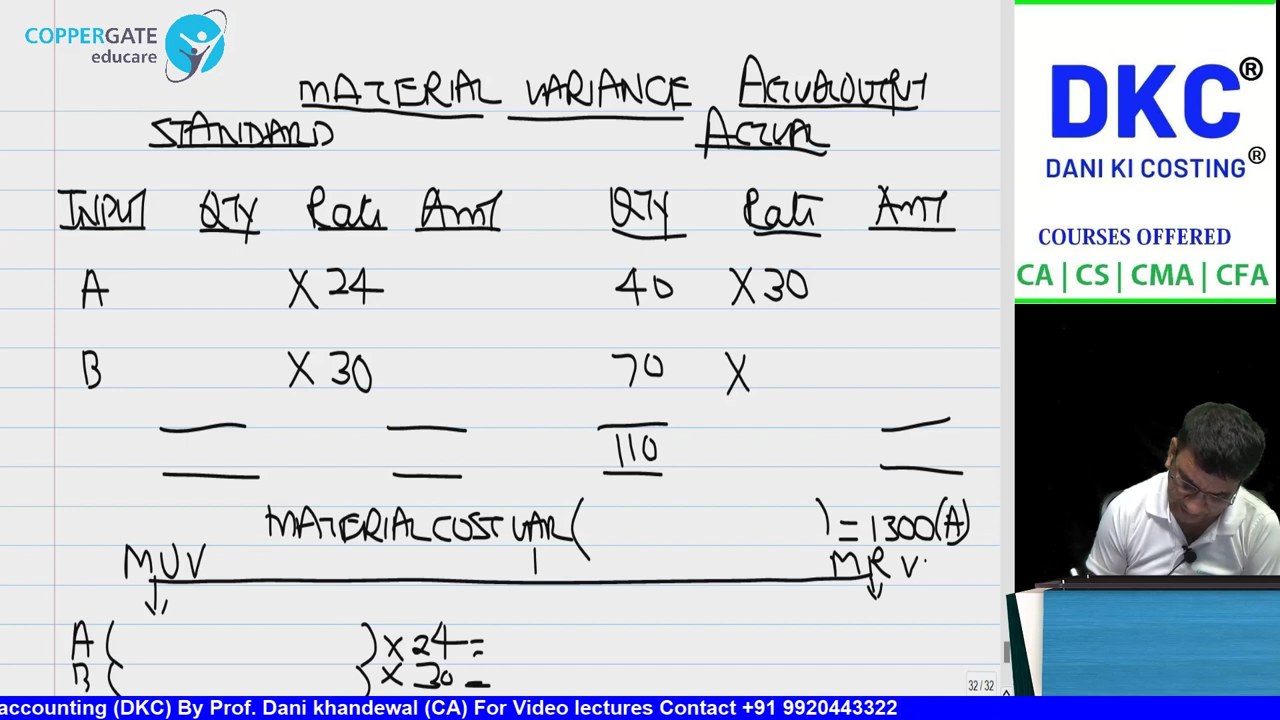 COPPERGATE
educare
MATERIAL VARIANCE
STANDARD ACTUAL
INPUT QTY Rate Amt QTY Rate Amt
A X 24 40 X 30
B X 30 70 X
110
MATERIAL COST VAR ( ) = 1300 (A)
MUV MRV
A ( ) X 24 =
B ( X 30 =
32 / 32
DKC®
DANI KI COSTING®
COURSES OFFERED
CA | CS | CMA | CFA
accounting (DKC) By Prof. Dani khandewal (CA) For Video lectures Contact +91 9920443322